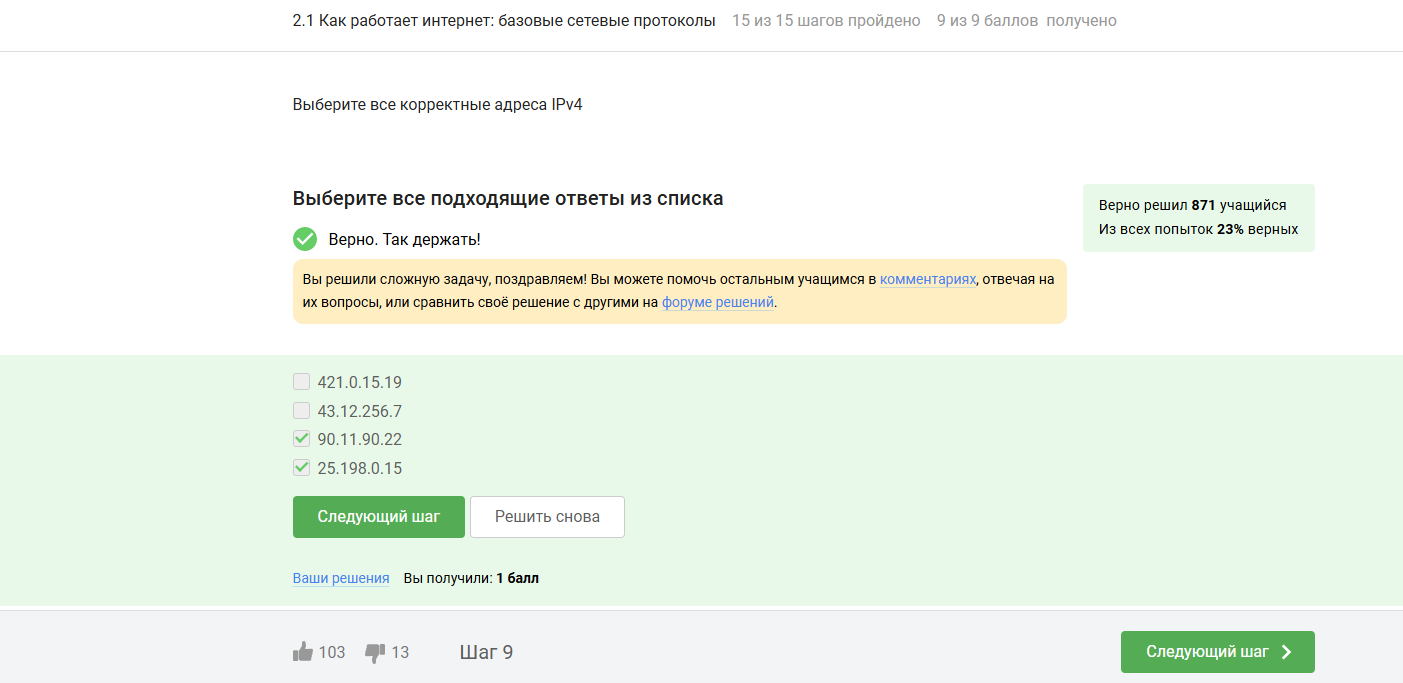 2.1 Как работает интернет: базовые сетевые протоколы 15 из 15 шагов пройдено 9 из 9 баллов получено
Выберите все корректные адреса IPv4
Выберите все подходящие ответы из списка
Верно решил 871 учащийся
Из всех попыток 23% верных
Верно. Так держать!
Вы решили сложную задачу, поздравляем! Вы можете помочь остальным учащимся в комментариях, отвечая на
их вопросы, или сравнить своё решение с другими на форуме решений.
421.0.15.19
43.12.256.7
90.11.90.22
25.198.0.15
Следующий шаг Решить снова
Ваши решения Вы получили: 1 балл
103 13 Шаг 9 Следующий шаг